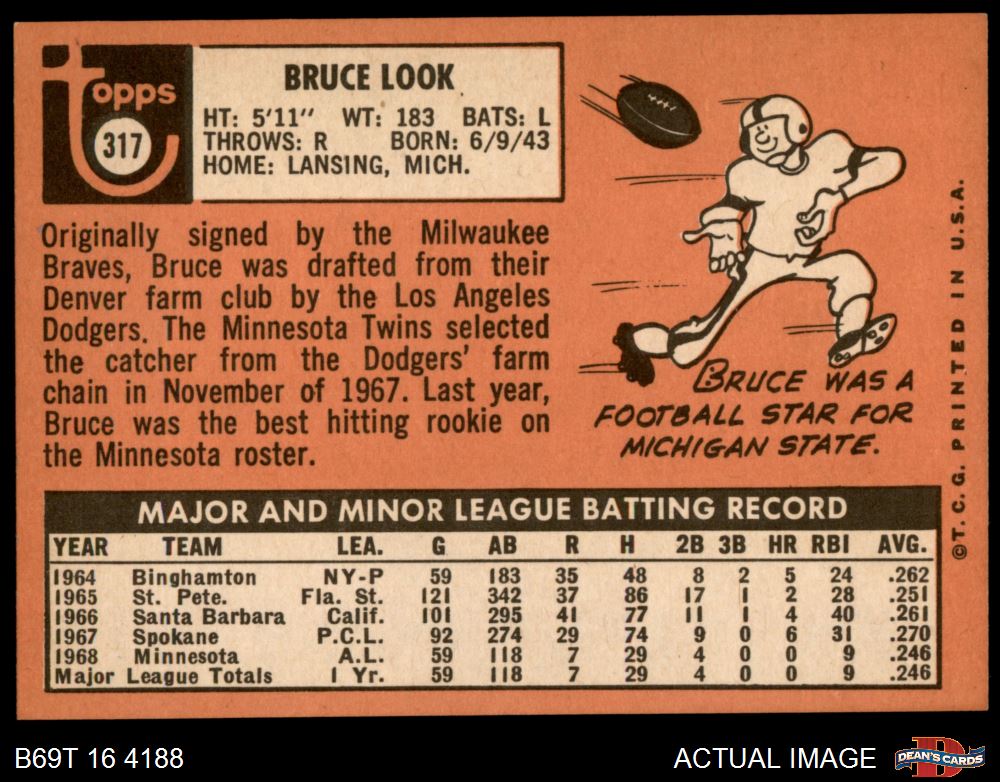 Topps
317
BRUCE LOOK
HT: 5'11" WT: 183 BATS: L
THROWS: R BORN: 6/9/43
HOME: LANSING, MICH.
Originally signed by the Milwaukee
Braves, Bruce was drafted from their
Denver farm club by the Los Angeles
Dodgers. The Minnesota Twins selected
the catcher from the Dodgers' farm
chain in November of 1967. Last year,
Bruce was the best hitting rookie on
the Minnesota roster.
BRUCE WAS A
FOOTBALL STAR FOR
MICHIGAN STATE.
©T.C.G. PRINTED IN U.S.A.
MAJOR AND MINOR LEAGUE BATTING RECORD
YEAR TEAM LEA. G AB R H 2B 3B HR RBI AVG.
1964 Binghamton NY-P 59 183 35 48 8 2 5 24 .262
1965 St. Pete. Fla. St. 121 342 37 86 17 1 2 28 .251
1966 Santa Barbara Calif. 101 295 41 77 11 1 4 40 .261
1967 Spokane P.C.L. 92 274 29 74 9 0 6 31 .270
1968 Minnesota A.L. 59 118 7 29 4 0 0 9 .246
Major League Totals 1 Yr. 59 118 7 29 4 0 0 9 .246
B69T 16 4188
ACTUAL IMAGE
D
DEAN'S CARDS